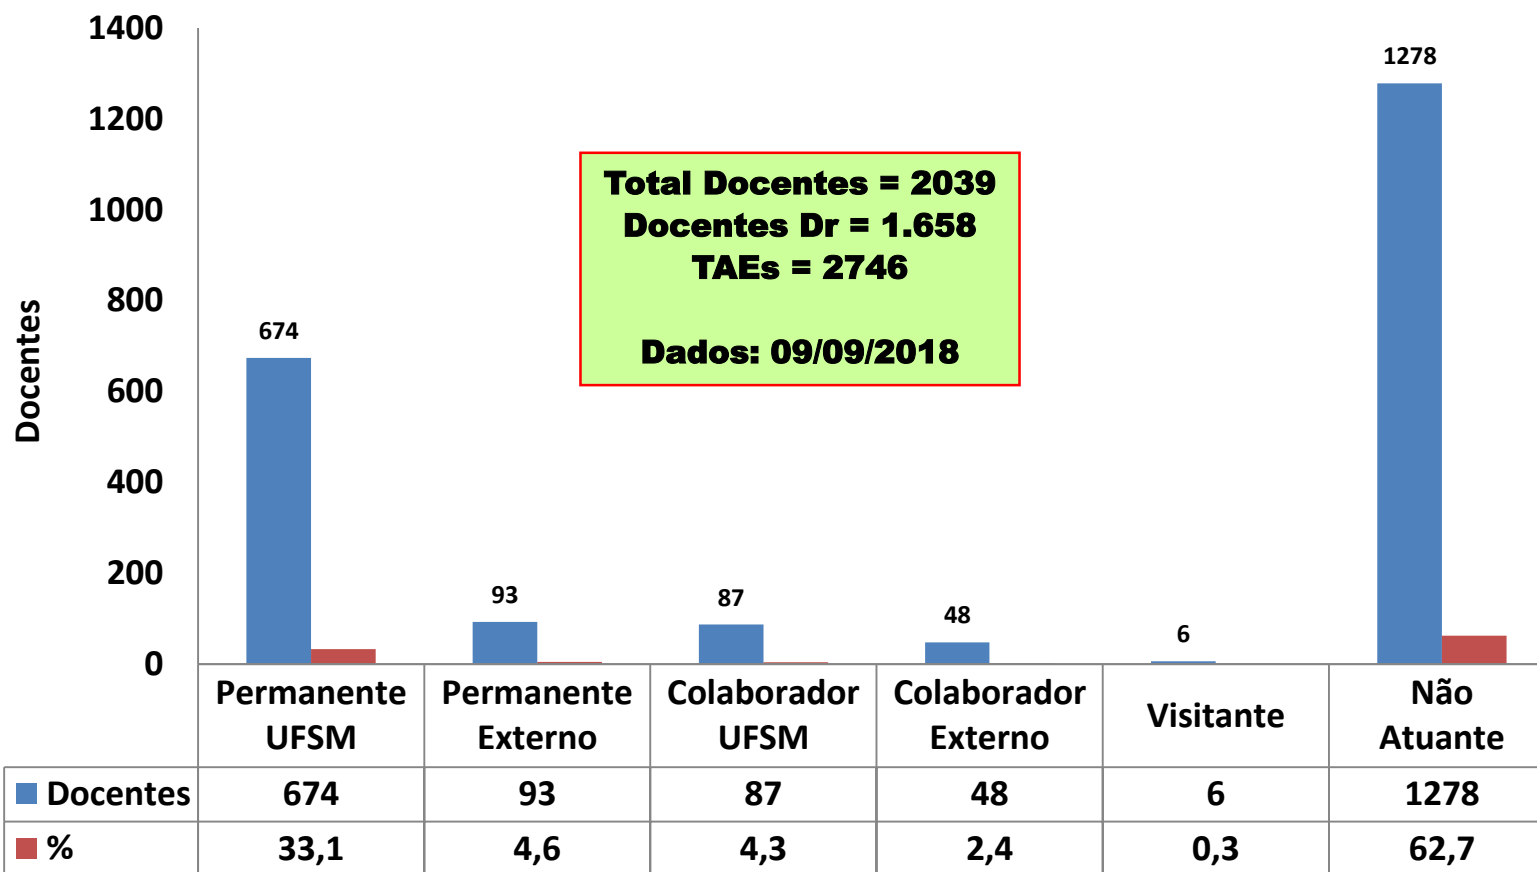 1400
1200
1000
800
600
400
200
0
Docentes
674
93
87
48
6
1278
Total Docentes = 2039
Docentes Dr = 1.658
TAEs = 2746
Dados: 09/09/2018
Permanente UFSM
Permanente Externo
Colaborador UFSM
Colaborador Externo
Visitante
Não Atuante
Docentes 674 93 87 48 6 1278
% 33,1 4,6 4,3 2,4 0,3 62,7